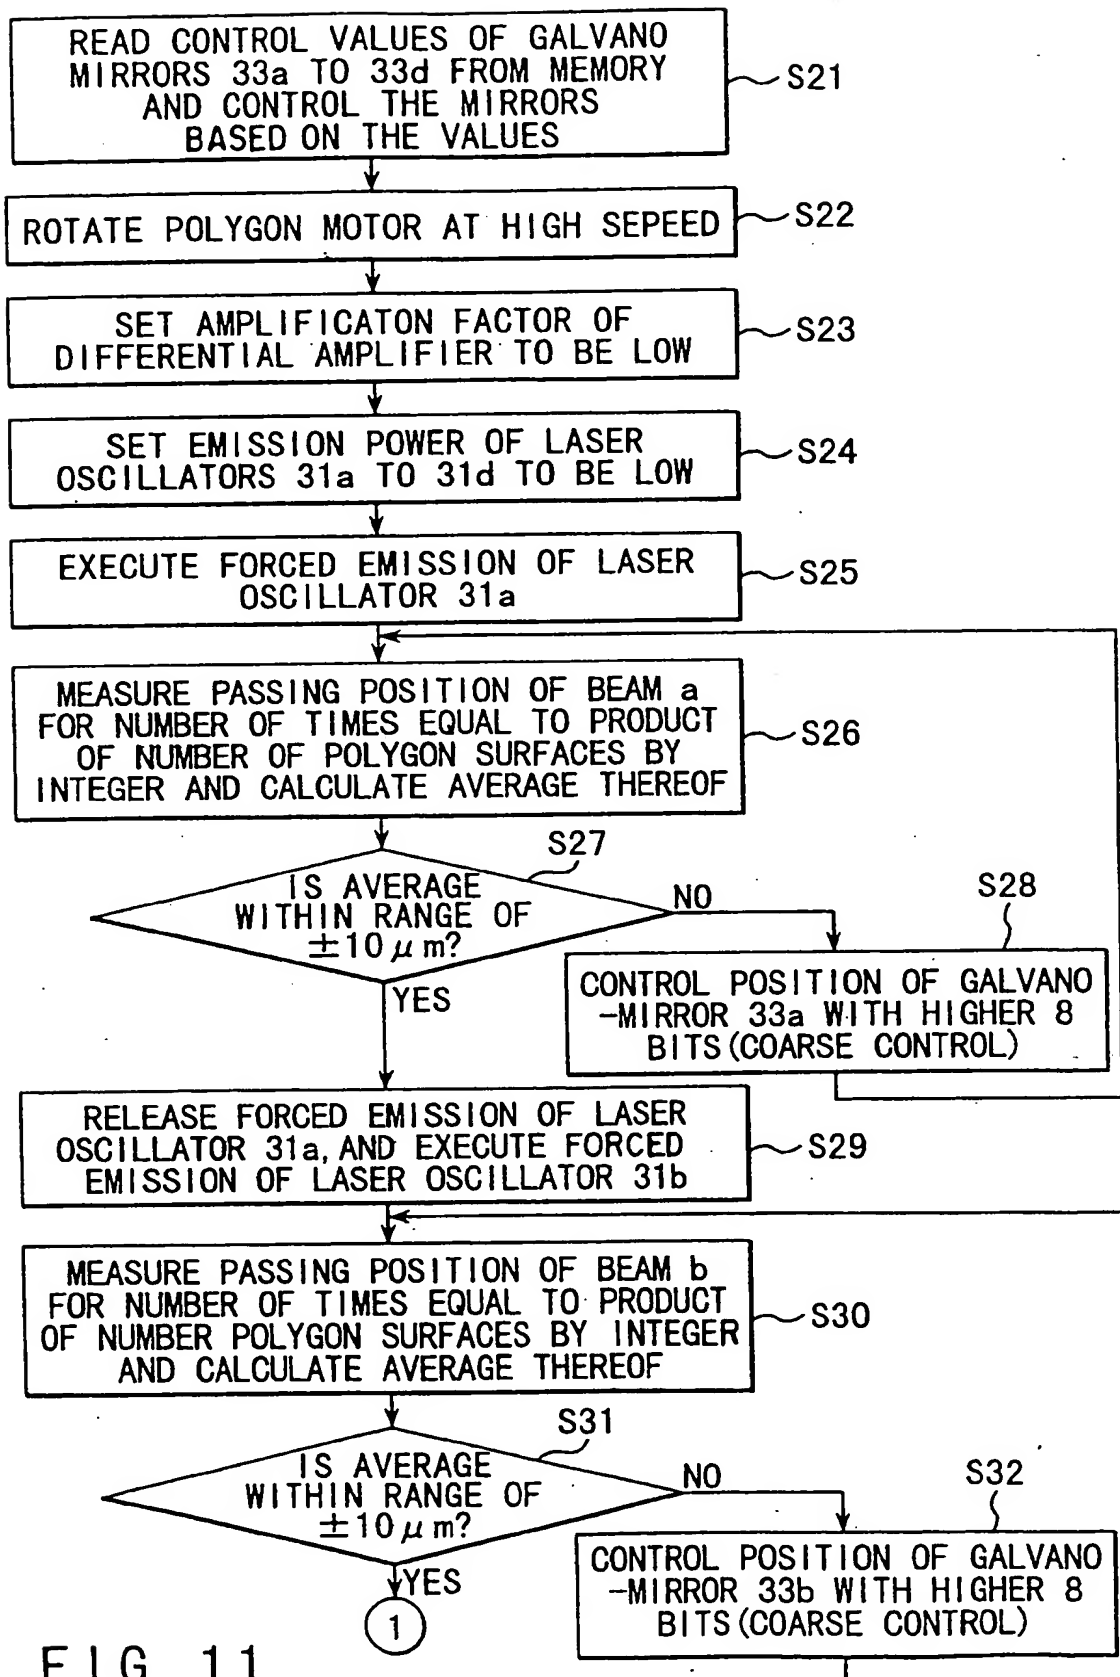 READ CONTROL VALUES OF GALVANO
MIRRORS 33a TO 33d FROM MEMORY
AND CONTROL THE MIRRORS
BASED ON THE VALUES
S21
ROTATE POLYGON MOTOR AT HIGH SEPEED
S22
SET AMPLIFICATON FACTOR OF
DIFFERENTIAL AMPLIFIER TO BE LOW
S23
SET EMISSION POWER OF LASER
OSCILLATORS 31a TO 31d TO BE LOW
S24
EXECUTE FORCED EMISSION OF LASER
OSCILLATOR 31a
S25
MEASURE PASSING POSITION OF BEAM a
FOR NUMBER OF TIMES EQUAL TO PRODUCT
OF NUMBER OF POLYGON SURFACES BY
INTEGER AND CALCULATE AVERAGE THEREOF
S26
S27
IS AVERAGE
WITHIN RANGE OF
±10μm?
NO
YES
S28
CONTROL POSITION OF GALVANO
-MIRROR 33a WITH HIGHER 8
BITS(COARSE CONTROL)
RELEASE FORCED EMISSION OF LASER
OSCILLATOR 31a, AND EXECUTE FORCED
EMISSION OF LASER OSCILLATOR 31b
S29
MEASURE PASSING POSITION OF BEAM b
FOR NUMBER OF TIMES EQUAL TO PRODUCT
OF NUMBER POLYGON SURFACES BY INTEGER
AND CALCULATE AVERAGE THEREOF
S30
S31
IS AVERAGE
WITHIN RANGE OF
±10μm?
NO
YES
S32
CONTROL POSITION OF GALVANO
-MIRROR 33b WITH HIGHER 8
BITS(COARSE CONTROL)
1
FIG. 11